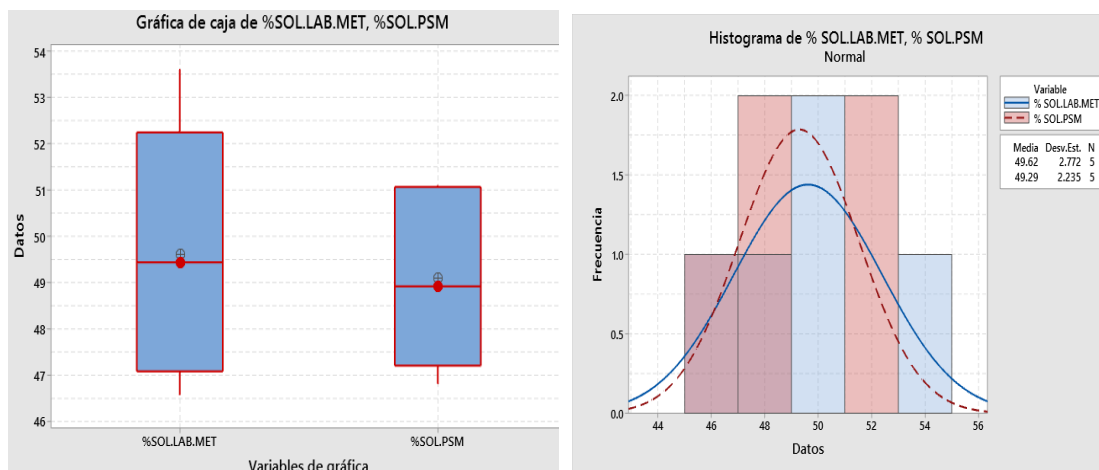 Gráfica de caja de %SOL.LAB.MET, %SOL.PSM
54
53
52
51
50
49
48
47
46
Datos
%SOL.LAB.MET
%SOL.PSM
Variables de gráfica
Histograma de % SOL.LAB.MET, % SOL.PSM
Normal
2.0
1.5
1.0
0.5
0.0
Frecuencia
44 46 48 50 52 54 56
Datos
Variable
% SOL.LAB.MET
% SOL.PSM
Media Desv.Est. N
49.62 2.772 5
49.29 2.235 5